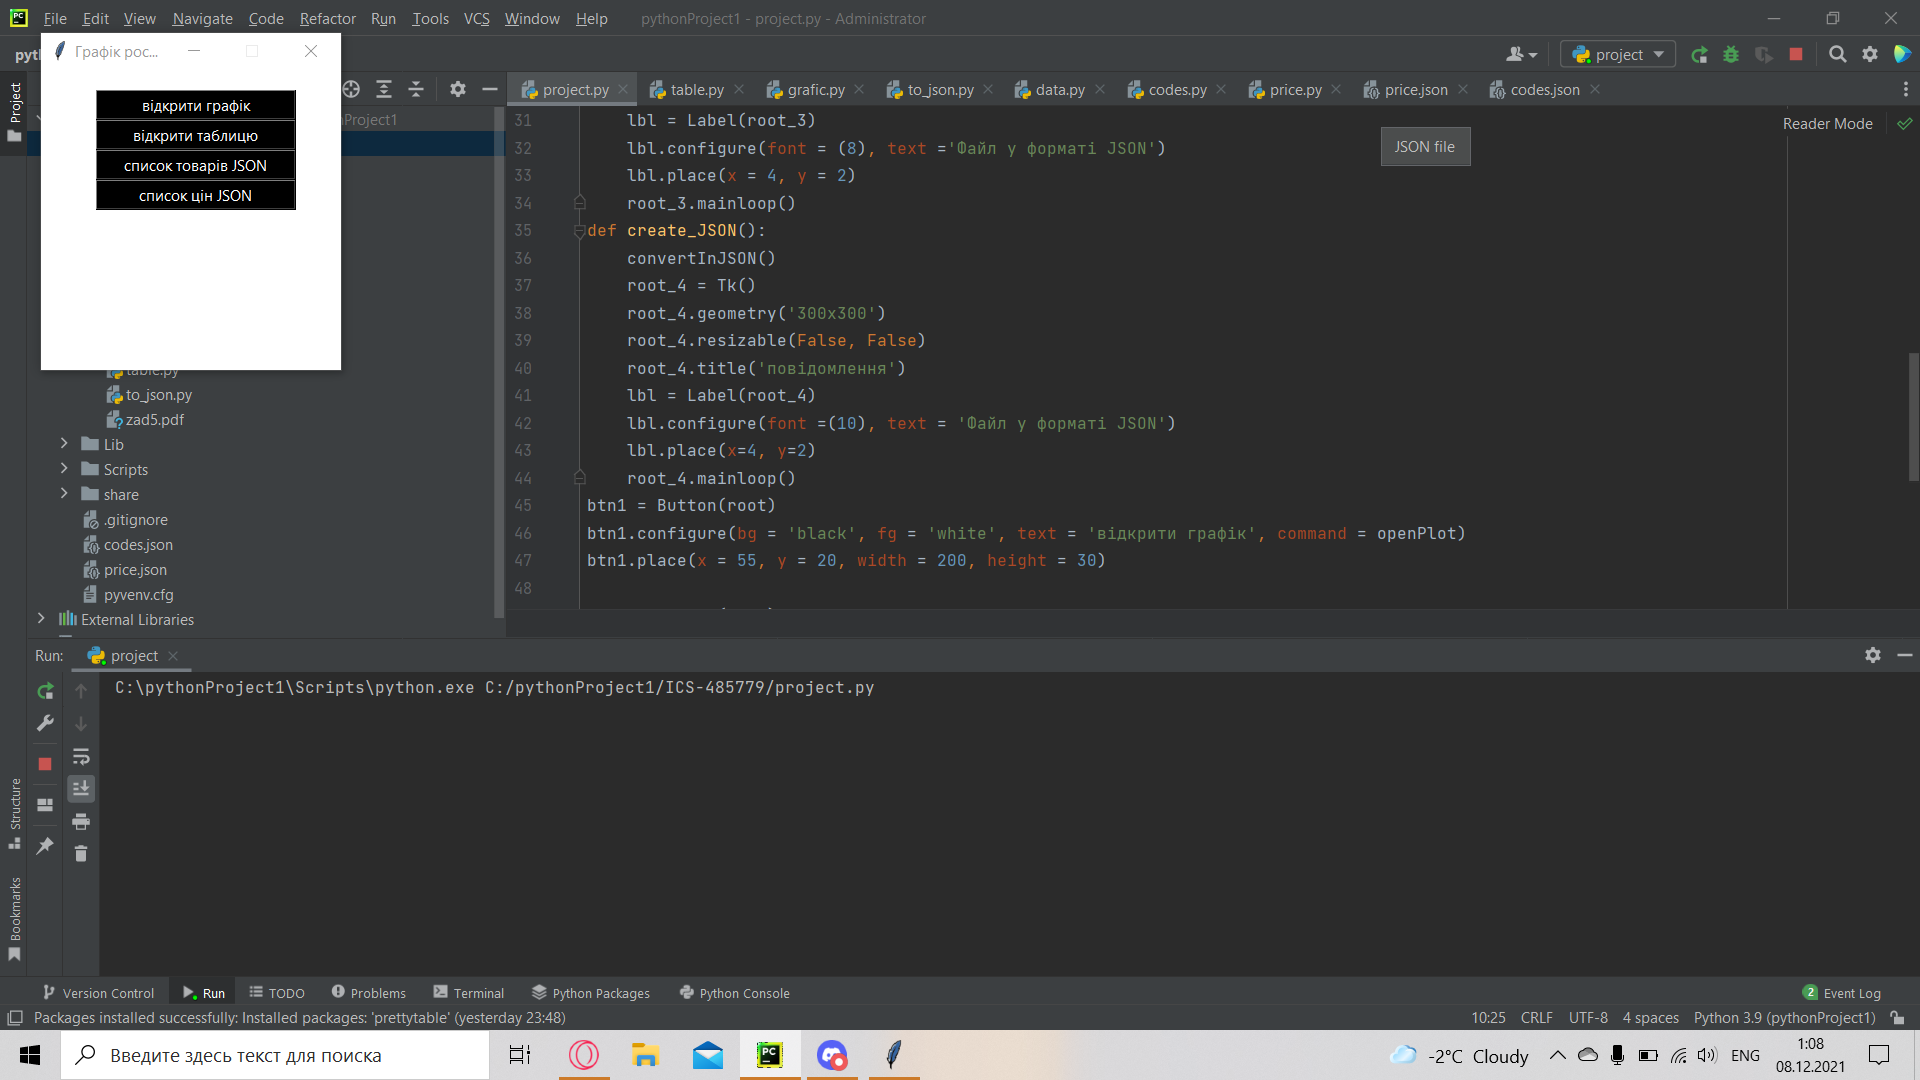 File Edit View Navigate Code Refactor Run Tools VCS Window Help pythonProject1 - project.py - Administrator
Графік рос...
відкрити графік
відкрити таблицю
список товарів JSON
список цін JSON
project
project.py table.py grafic.py to_json.py data.py codes.py price.py price.json codes.json
Reader Mode
JSON file
Project
31 lbl = Label(root_3)
32 lbl.configure(font = (8), text ='Файл у форматі JSON')
33 lbl.place(x = 4, y = 2)
34 root_3.mainloop()
35 def create_JSON():
36 convertInJSON()
37 root_4 = Tk()
38 root_4.geometry('300x300')
39 root_4.resizable(False, False)
40 root_4.title('повідомлення')
41 lbl = Label(root_4)
42 lbl.configure(font =(10), text = 'Файл у форматі JSON')
43 lbl.place(x=4, y=2)
44 root_4.mainloop()
45 btn1 = Button(root)
46 btn1.configure(bg = 'black', fg = 'white', text = 'відкрити графік', command = openPlot)
47 btn1.place(x = 55, y = 20, width = 200, height = 30)
48
table.py
to_json.py
zad5.pdf
Lib
Scripts
share
.gitignore
codes.json
price.json
pyvenv.cfg
External Libraries
Run: project
C:\pythonProject1\Scripts\python.exe C:/pythonProject1/ICS-485779/project.py
Structure
Bookmarks
Version Control Run TODO Problems Terminal Python Packages Python Console 2 Event Log
Packages installed successfully: Installed packages: 'prettytable' (yesterday 23:48) 10:25 CRLF UTF-8 4 spaces Python 3.9 (pythonProject1)
Введите здесь текст для поиска
-2°C Cloudy ENG
1:08
08.12.2021